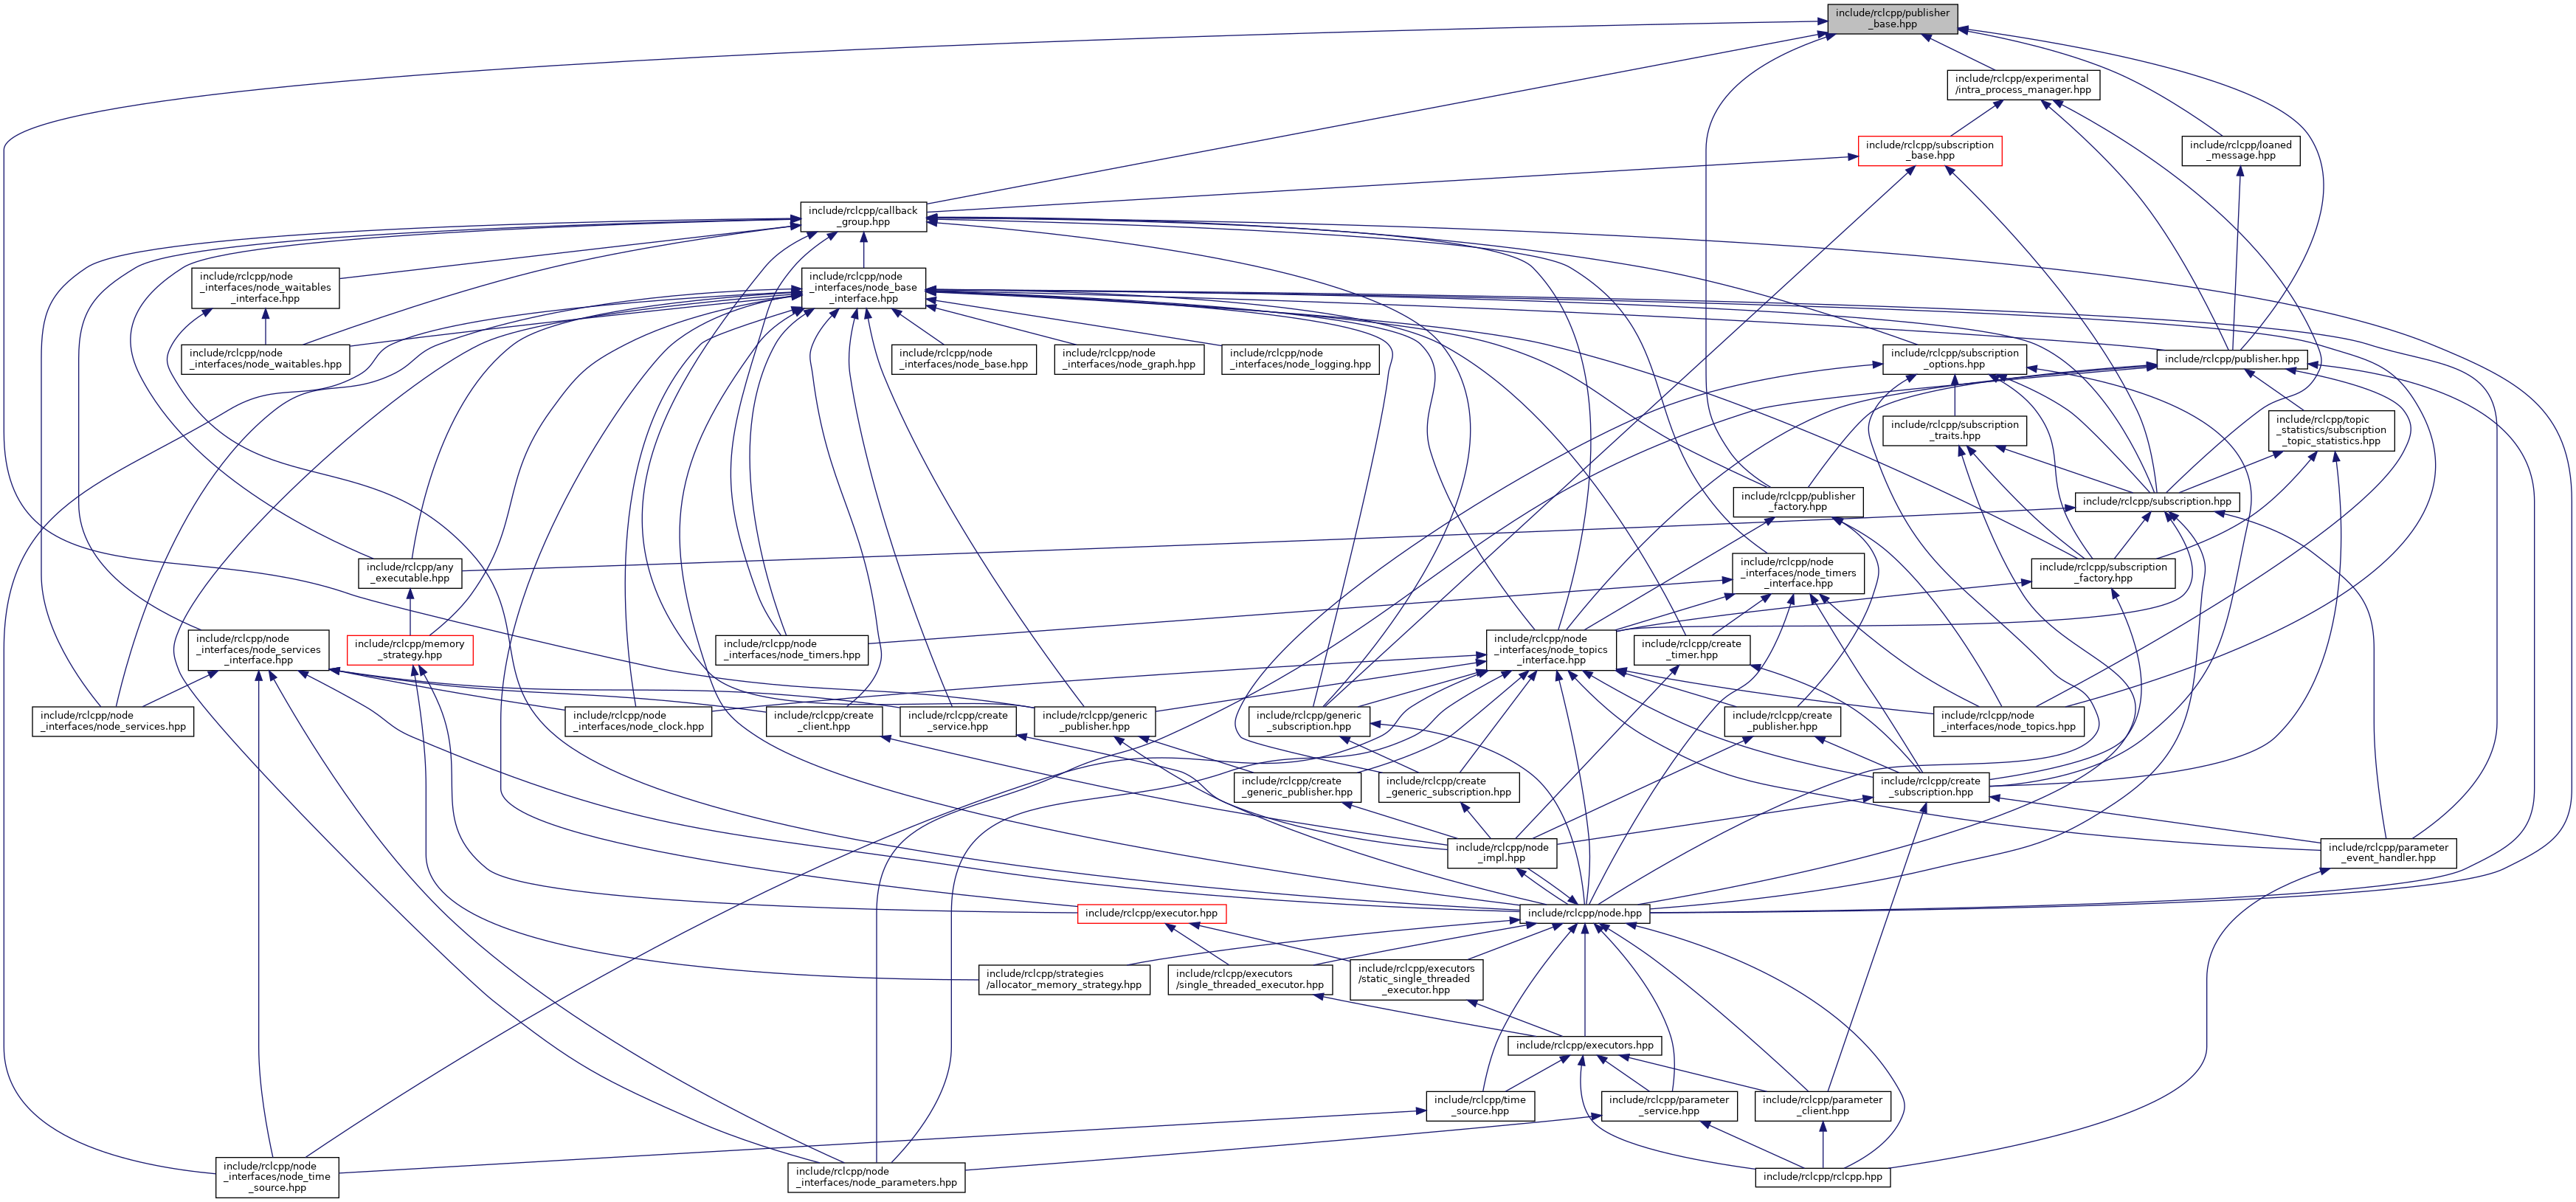 include/rclcpp/publisher
_base.hpp
include/rclcpp/experimental
/intra_process_manager.hpp
include/rclcpp/subscription
_base.hpp
include/rclcpp/loaned
_message.hpp
include/rclcpp/callback
_group.hpp
include/rclcpp/node
_interfaces/node_waitables
_interface.hpp
include/rclcpp/node
_interfaces/node_base
_interface.hpp
include/rclcpp/node
_interfaces/node_waitables.hpp
include/rclcpp/node
_interfaces/node_base.hpp
include/rclcpp/node
_interfaces/node_graph.hpp
include/rclcpp/node
_interfaces/node_logging.hpp
include/rclcpp/subscription
_options.hpp
include/rclcpp/publisher.hpp
include/rclcpp/subscription
_traits.hpp
include/rclcpp/topic
_statistics/subscription
_topic_statistics.hpp
include/rclcpp/publisher
_factory.hpp
include/rclcpp/subscription.hpp
include/rclcpp/any
_executable.hpp
include/rclcpp/node
_interfaces/node_timers
_interface.hpp
include/rclcpp/subscription
_factory.hpp
include/rclcpp/node
_interfaces/node_services
_interface.hpp
include/rclcpp/memory
_strategy.hpp
include/rclcpp/node
_interfaces/node_timers.hpp
include/rclcpp/node
_interfaces/node_topics
_interface.hpp
include/rclcpp/create
_timer.hpp
include/rclcpp/node
_interfaces/node_services.hpp
include/rclcpp/node
_interfaces/node_clock.hpp
include/rclcpp/create
_client.hpp
include/rclcpp/create
_service.hpp
include/rclcpp/generic
_publisher.hpp
include/rclcpp/generic
_subscription.hpp
include/rclcpp/create
_publisher.hpp
include/rclcpp/node
_interfaces/node_topics.hpp
include/rclcpp/create
_generic_publisher.hpp
include/rclcpp/create
_generic_subscription.hpp
include/rclcpp/create
_subscription.hpp
include/rclcpp/node
_impl.hpp
include/rclcpp/parameter
_event_handler.hpp
include/rclcpp/executor.hpp
include/rclcpp/node.hpp
include/rclcpp/strategies
/allocator_memory_strategy.hpp
include/rclcpp/executors
/single_threaded_executor.hpp
include/rclcpp/executors
/static_single_threaded
_executor.hpp
include/rclcpp/executors.hpp
include/rclcpp/time
_source.hpp
include/rclcpp/parameter
_service.hpp
include/rclcpp/parameter
_client.hpp
include/rclcpp/node
_interfaces/node_time
_source.hpp
include/rclcpp/node
_interfaces/node_parameters.hpp
include/rclcpp/rclcpp.hpp